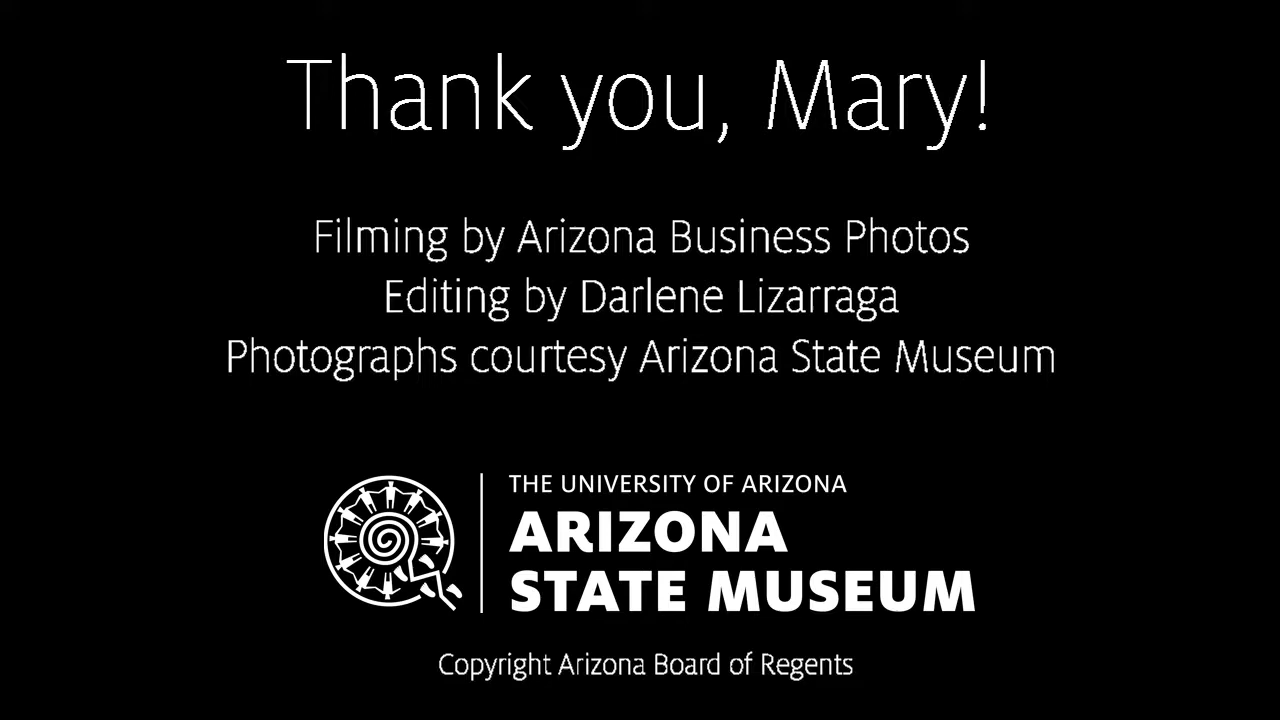 Thank you, Mary!
Filming by Arizona Business Photos
Editing by Darlene Lizarraga
Photographs courtesy Arizona State Museum
THE UNIVERSITY OF ARIZONA
ARIZONA
STATE MUSEUM
Copyright Arizona Board of Regents